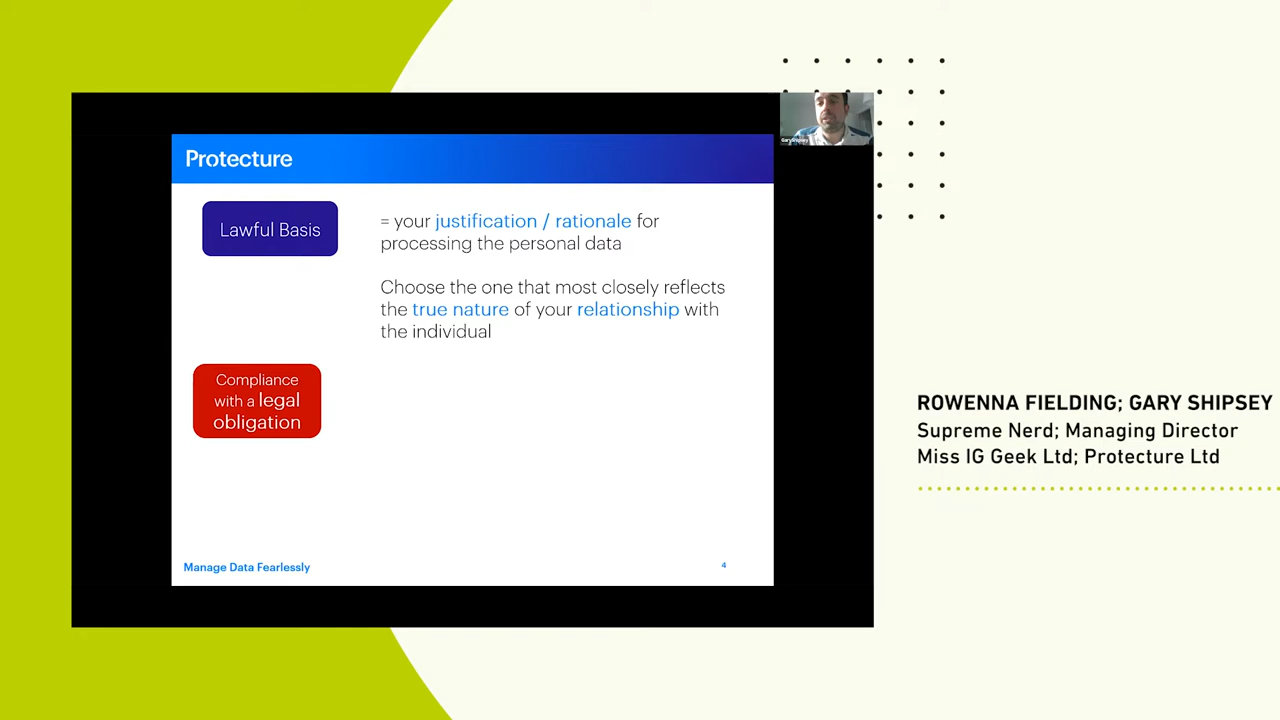 Protecture
Lawful Basis
= your justification / rationale for
processing the personal data
Choose the one that most closely reflects
the true nature of your relationship with
the individual
Compliance
with a legal
obligation
Manage Data Fearlessly
4
Gary Shipsey
ROWENNA FIELDING; GARY SHIPSEY
Supreme Nerd; Managing Director
Miss IG Geek Ltd; Protecture Ltd